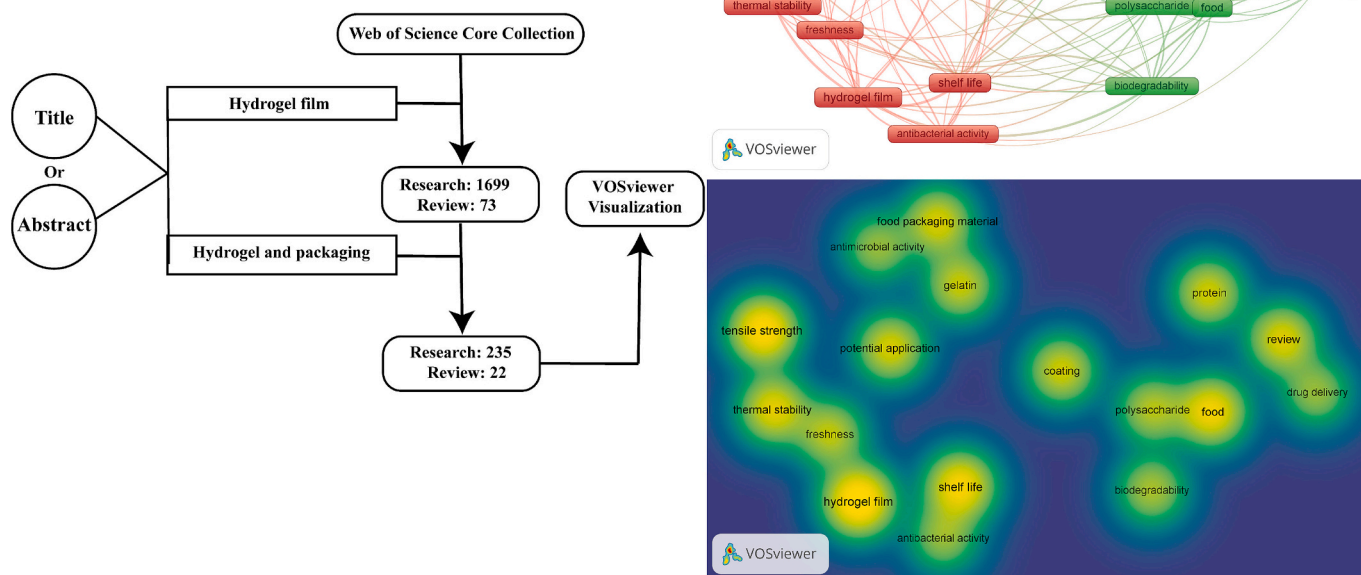 Web of Science Core Collection
Hydrogel film
Title
Or
Abstract
Research: 1699
Review: 73
VOSviewer
Visualization
Hydrogel and packaging
Research: 235
Review: 22
thermal stability
polysaccharide
food
freshness
shelf life
biodegradability
hydrogel film
antibacterial activity
VOSviewer
food packaging material
antimicrobial activity
gelatin
protein
tensile strength
potential application
review
coating
drug delivery
thermal stability
polysaccharide
food
freshness
shelf life
biodegradability
hydrogel film
antibacterial activity
VOSviewer